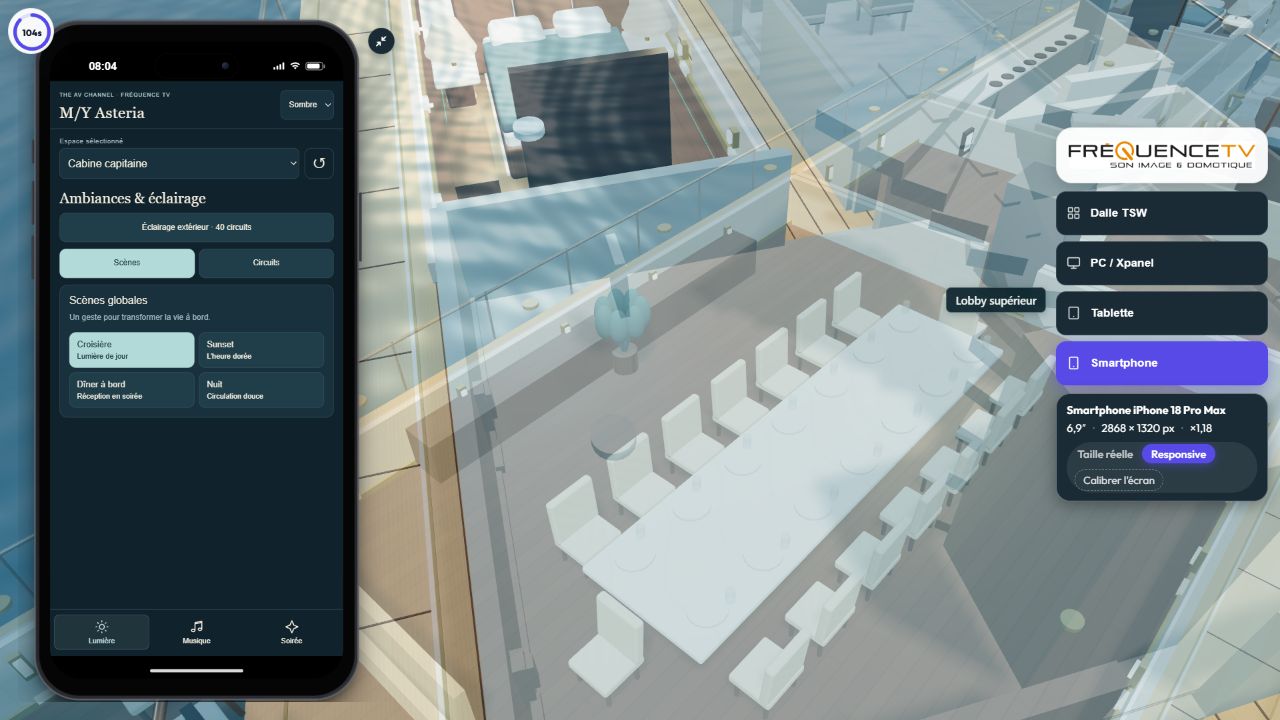 104s
08:04
THE AV CHANNEL · FRÉQUENCE TV
M/Y Asteria
Sombre
Espace sélectionné
Cabine capitaine
Ambiances & éclairage
Éclairage extérieur · 40 circuits
Scènes
Circuits
Scènes globales
Un geste pour transformer la vie à bord.
Croisière
Lumière de jour
Sunset
L'heure dorée
Dîner à bord
Réception en soirée
Nuit
Circulation douce
Lumière
Musique
Soirée
Lobby supérieur
FRÉQUENCETV
SON IMAGE & DOMOTIQUE
Dalle TSW
PC / Xpanel
Tablette
Smartphone
Smartphone iPhone 18 Pro Max
6,9" · 2868 × 1320 px · ×1,18
Taille réelle
Responsive
Calibrer l'écran